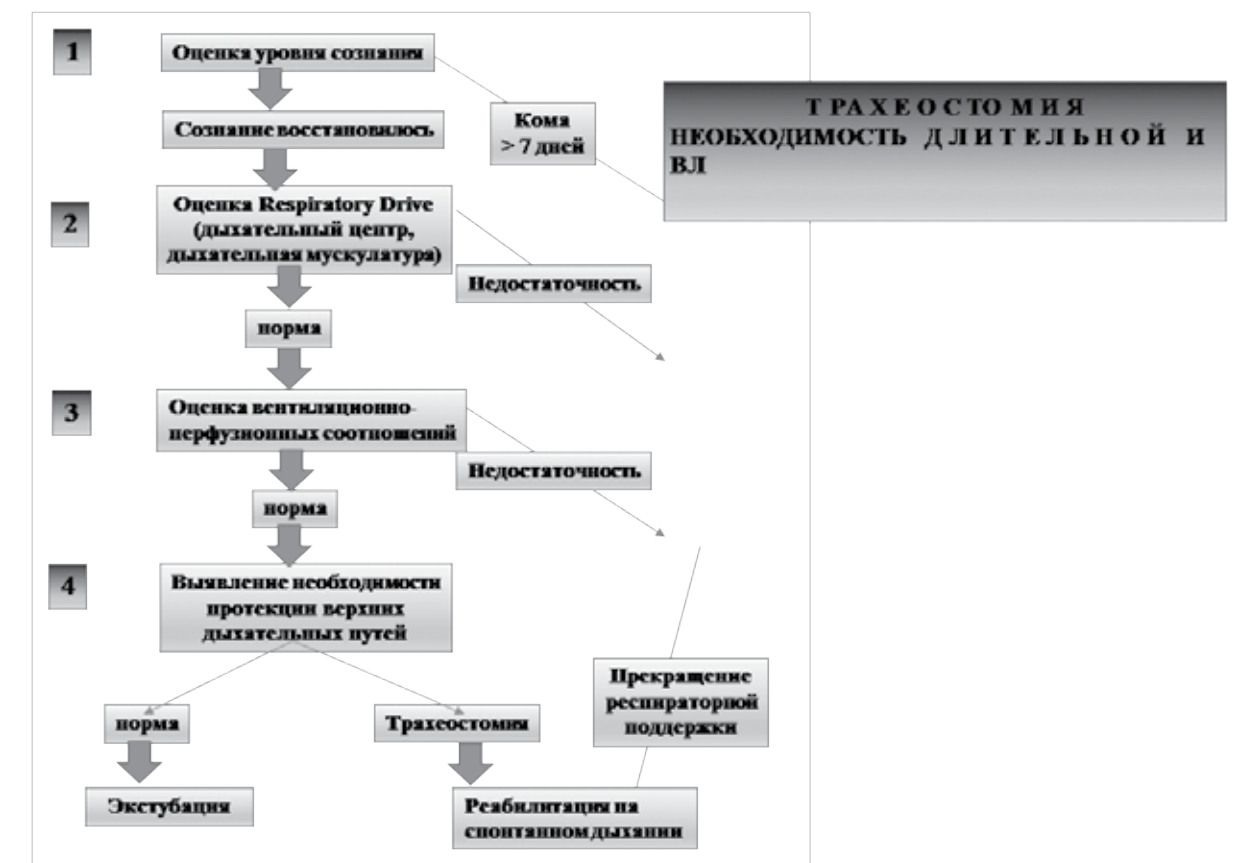 1
Оценка уровня сознания
Сознание восстановилось
Кома
> 7 дней
Т РАХЕ О СТО М И Я
НЕОБХОДИМОСТЬ Д Л И Т Е Л Ь Н О Й И
ВЛ
2
Оценка Respiratory Drive
(дыхательный центр,
дыхательная мускулатура)
Недостаточность
норма
3
Оценка вентиляционно-
перфузионных соотношений
Недостаточность
норма
4
Выявление необходимости
протекции верхних
дыхательных путей
Прекращение
респираторной
поддержки
норма
Трахеостомия
Экстубация
Реабилитация на
спонтанном дыхании